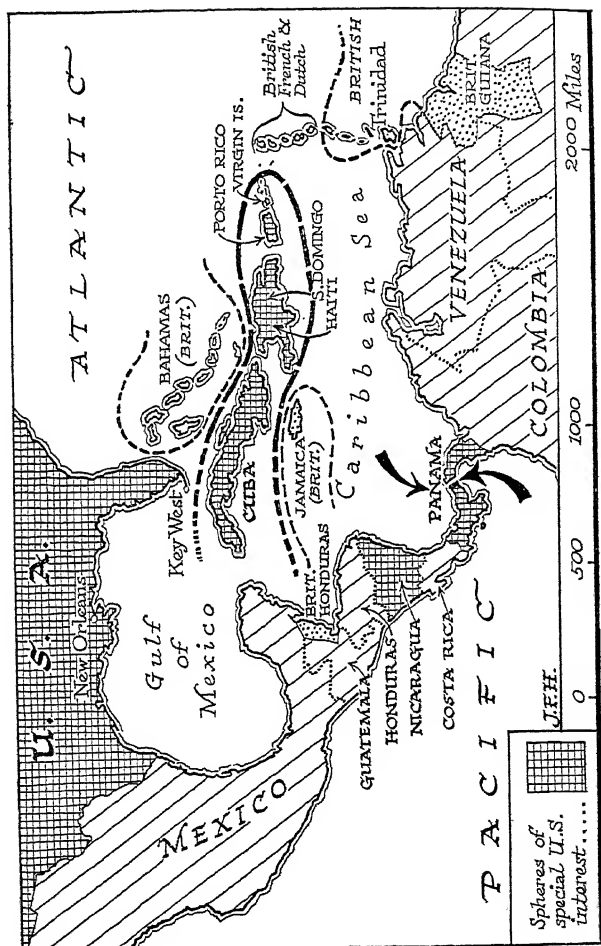 ATLANTIC
U. S. A.
New Orleans
Key West
Gulf
of
Mexico
BAHAMAS
(BRIT.)
PORTO RICO
VIRGIN IS.
British
French &
Dutch
BRITISH
Trinidad
CUBA
S. DOMINGO
HAITI
JAMAICA
(BRIT.)
Caribbean Sea
MEXICO
BRIT.
HONDURAS
GUATEMALA
HONDURAS
NICARAGUA
COSTA RICA
PANAMA
COLOMBIA
VENEZUELA
BRIT.
GUIANA
PACIFIC
Spheres of
special U.S.
interest......
J.F.H.
0
500
1000
2000 Miles